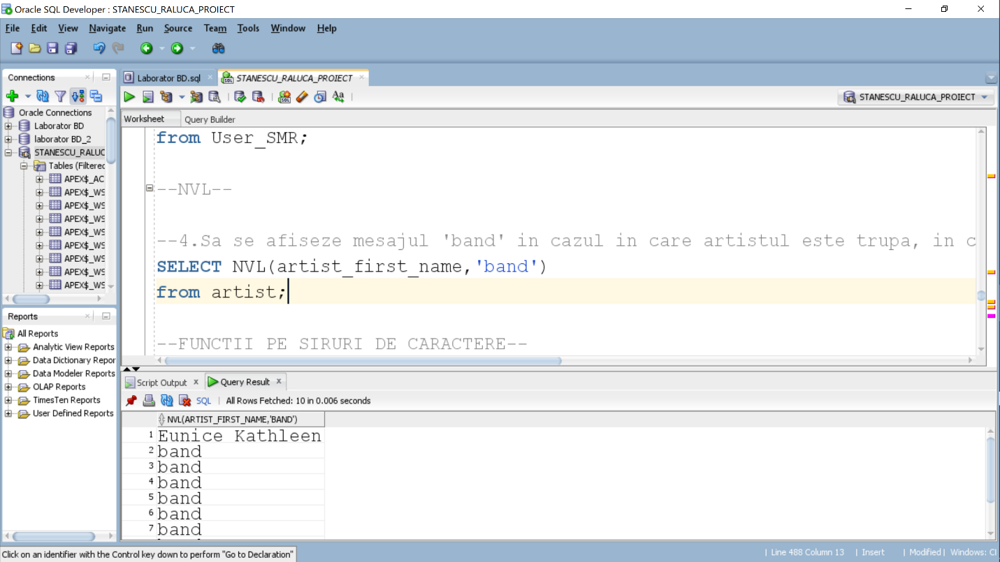 Oracle SQL Developer : STANESCU_RALUCA_PROIECT
File Edit View Navigate Run Source Team Tools Window Help
Connections
Laborator BD.sql
STANESCU_RALUCA_PROIECT
STANESCU_RALUCA_PROIECT
Oracle Connections
Laborator BD
laborator BD_2
STANESCU_RALUC
Tables (Filtered
APEX$_AC
APEX$_WS
APEX$_WS
APEX$_WS
APEX$_WS
APEX$_WS
APEX$_WS
APEX$_WS
APEX$_WS
Worksheet Query Builder
from User_SMR;
--NVL--
--4.Sa se afiseze mesajul 'band' in cazul in care artistul este trupa, in c
SELECT NVL(artist_first_name,'band')
from artist;
--FUNCTII PE SIRURI DE CARACTERE--
Reports
All Reports
Analytic View Reports
Data Dictionary Repor
Data Modeler Reports
OLAP Reports
TimesTen Reports
User Defined Reports
Script Output x Query Result x
SQL | All Rows Fetched: 10 in 0.006 seconds
NVL(ARTIST_FIRST_NAME,'BAND')
1 Eunice Kathleen
2 band
3 band
4 band
5 band
6 band
7 band
Click on an identifier with the Control key down to perform "Go to Declaration"
| Line 488 Column 13 | Insert | Modified | Windows: Cl